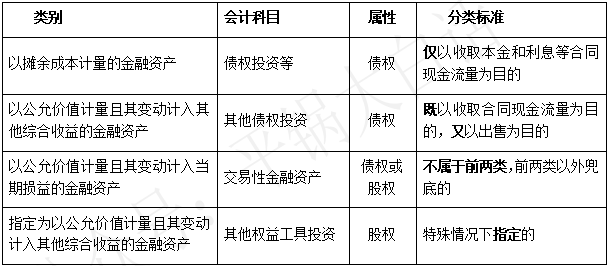 类别 会计科目 属性 分类标准
以摊余成本计量的金融资产 债权投资等 债权 仅以收取本金和利息等合同
现金流量为目的
以公允价值计量且其变动计入其
他综合收益的金融资产 其他债权投资 债权 既以收取合同现金流量为目
的，又以出售为目的
以公允价值计量且其变动计入当
期损益的金融资产 交易性金融资产 债权或
股权 不属于前两类，前两类以外兜
底的
指定为以公允价值计量且其变动
计入其他综合收益的金融资产 其他权益工具投资 股权 特殊情况下指定的